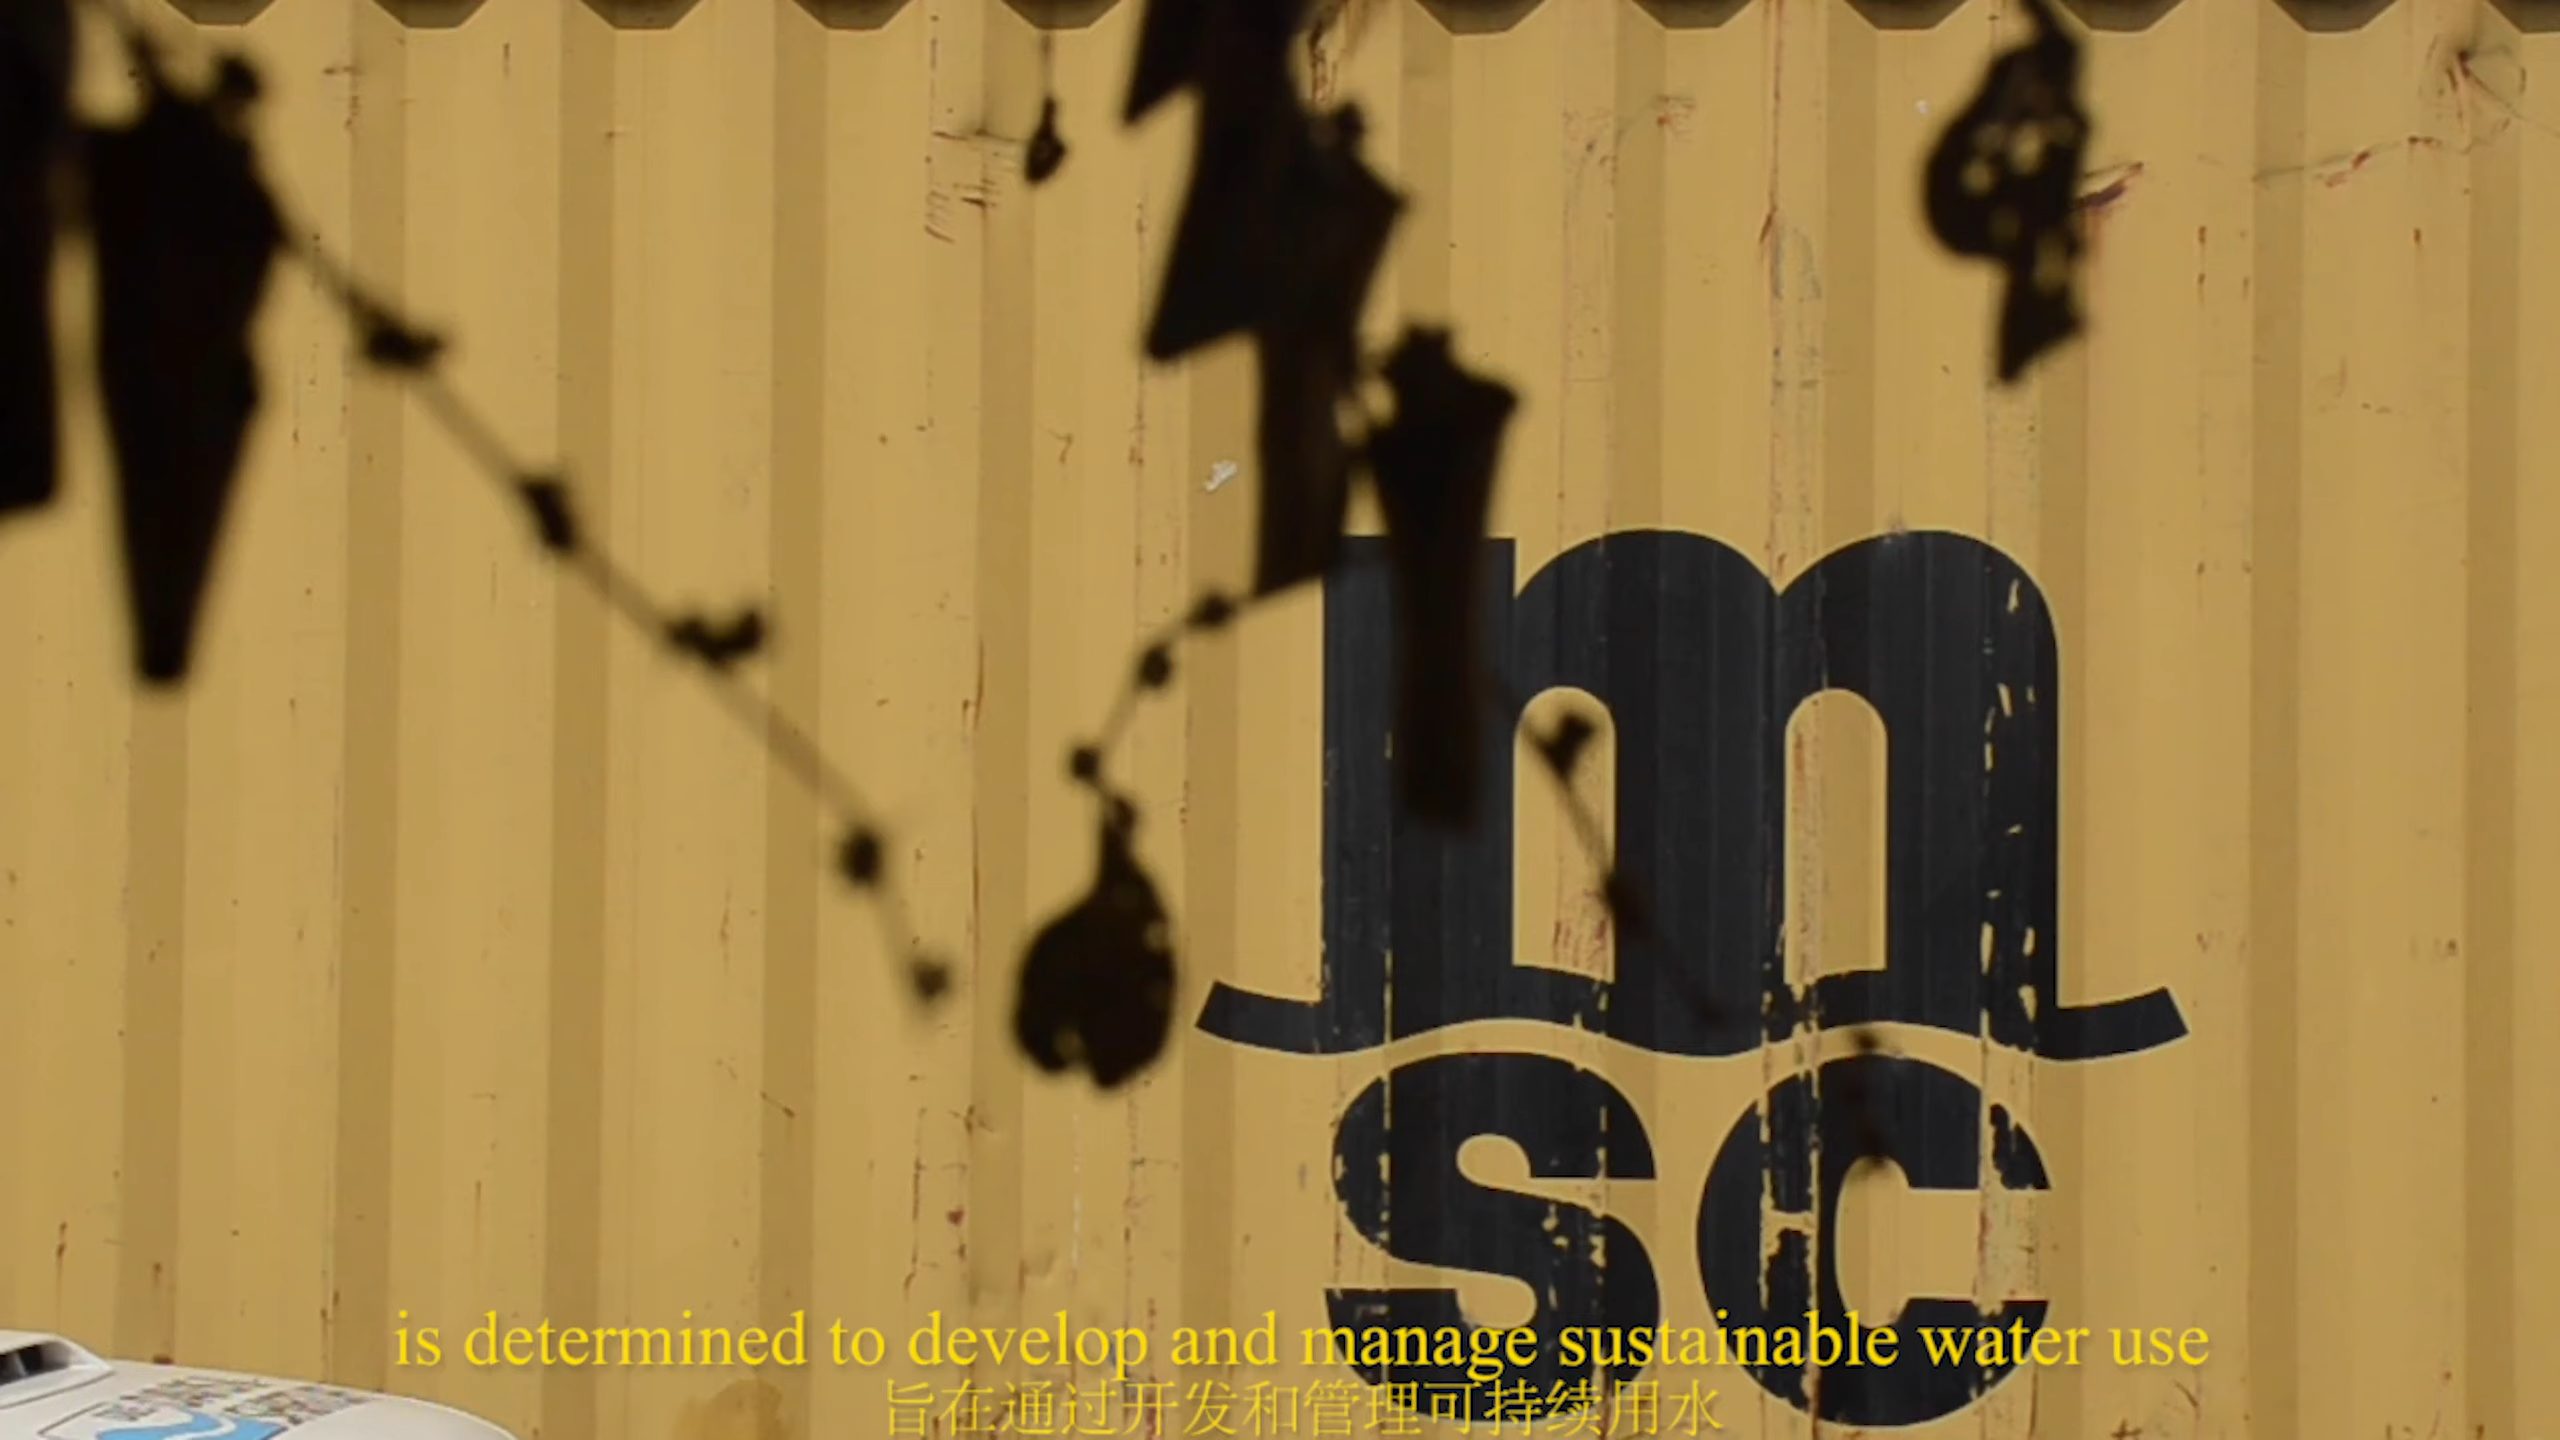 m
sc
is determined to develop and manage sustainable water use
旨在通过开发和管理可持续用水